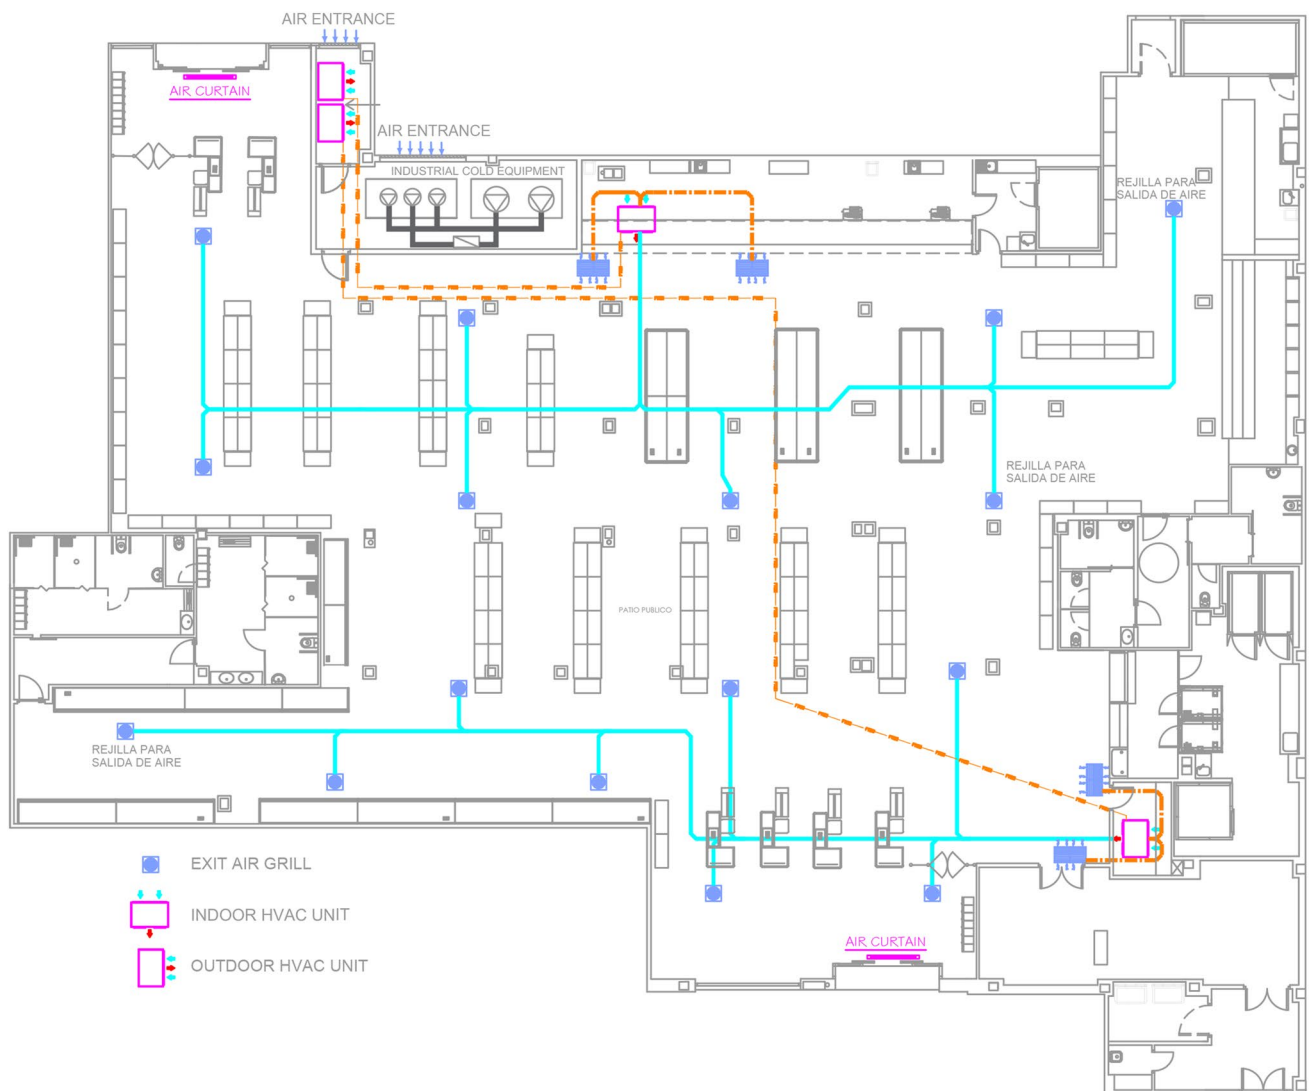 AIR ENTRANCE
AIR CURTAIN
AIR ENTRANCE
INDUSTRIAL COLD EQUIPMENT
REJILLA PARA
SALIDA DE AIRE
REJILLA PARA
SALIDA DE AIRE
PATIO PUBLICO
REJILLA PARA
SALIDA DE AIRE
EXIT AIR GRILL
INDOOR HVAC UNIT
OUTDOOR HVAC UNIT
AIR CURTAIN